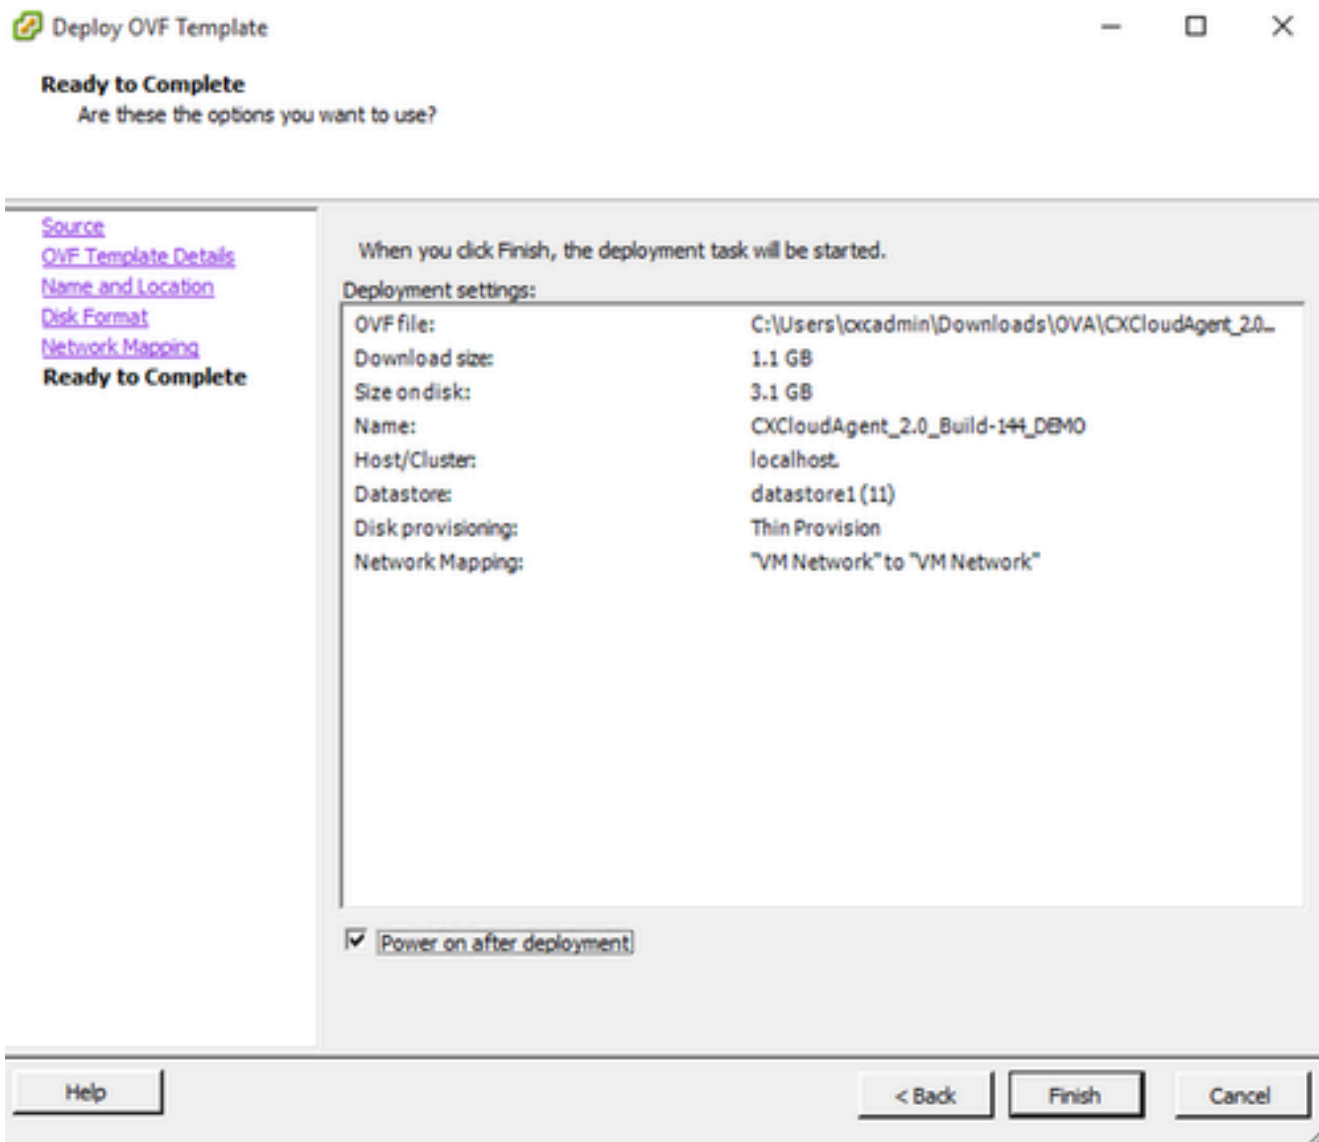 Deploy OVF Template
Ready to Complete
Are these the options you want to use?
Source
OVF Template Details
Name and Location
Disk Format
Network Mapping
Ready to Complete
When you click Finish, the deployment task will be started.
Deployment settings:
OVF file: C:\Users\cxcadmin\Downloads\OVA\CXCloudAgent_2.0...
Download size: 1.1 GB
Size on disk: 3.1 GB
Name: CXCloudAgent_2.0_Build-144_DEMO
Host/Cluster: localhost.
Datastore: datastore1 (11)
Disk provisioning: Thin Provision
Network Mapping: "VM Network" to "VM Network"
Power on after deployment
Help
< Back
Finish
Cancel